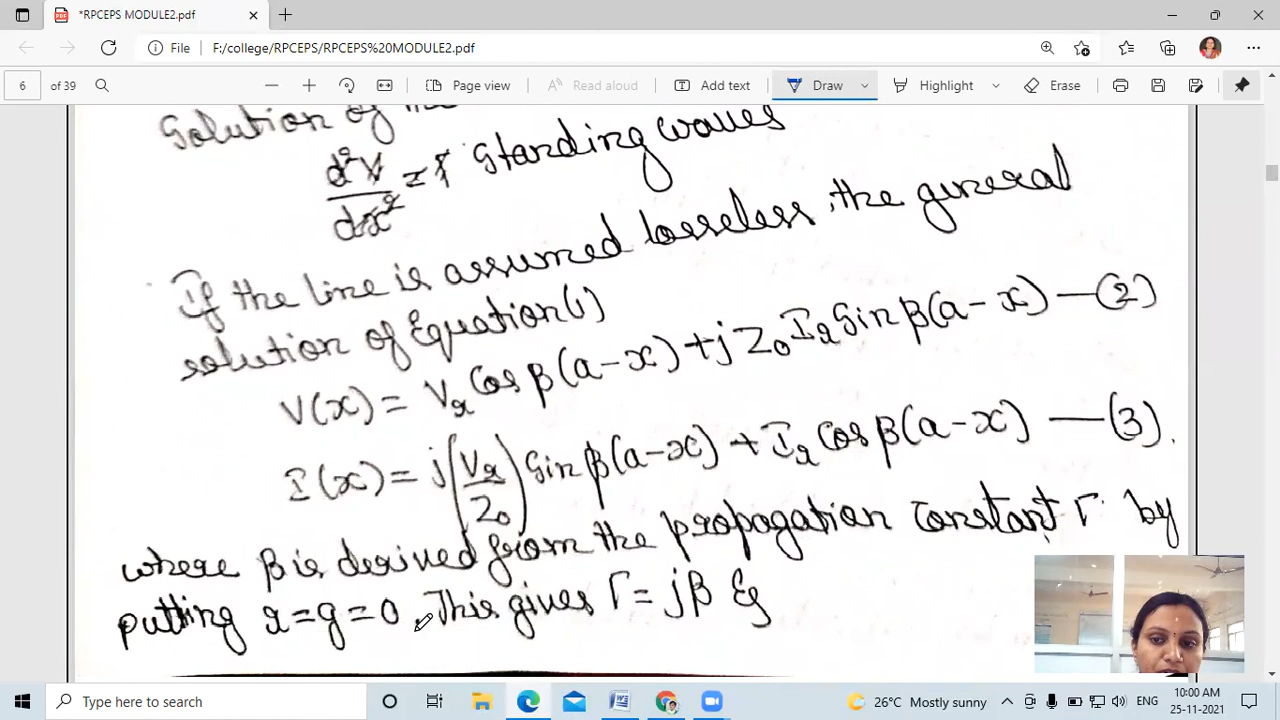 *RPCEPS MODULE2.pdf
File F:/college/RPCEPS/RPCEPS%20MODULE2.pdf
6 of 39 Page view Read aloud Add text Draw Highlight Erase
Solution of
d²V/dx² = Standing waves
If the line is assumed lossless, the general
solution of Equation(1)
V(x) = Vr Cos β(a-x) + j Z₀ Ir Sin β(a-x) —(2)
I(x) = j(Vr/Z₀) Sin β(a-x) + Ir Cos β(a-x) —(3).
where β is derived from the propagation constant Γ by
putting r=g=0. This gives Γ = jβ Eq
Type here to search 26°C Mostly sunny ENG 10:00 AM
25-11-2021